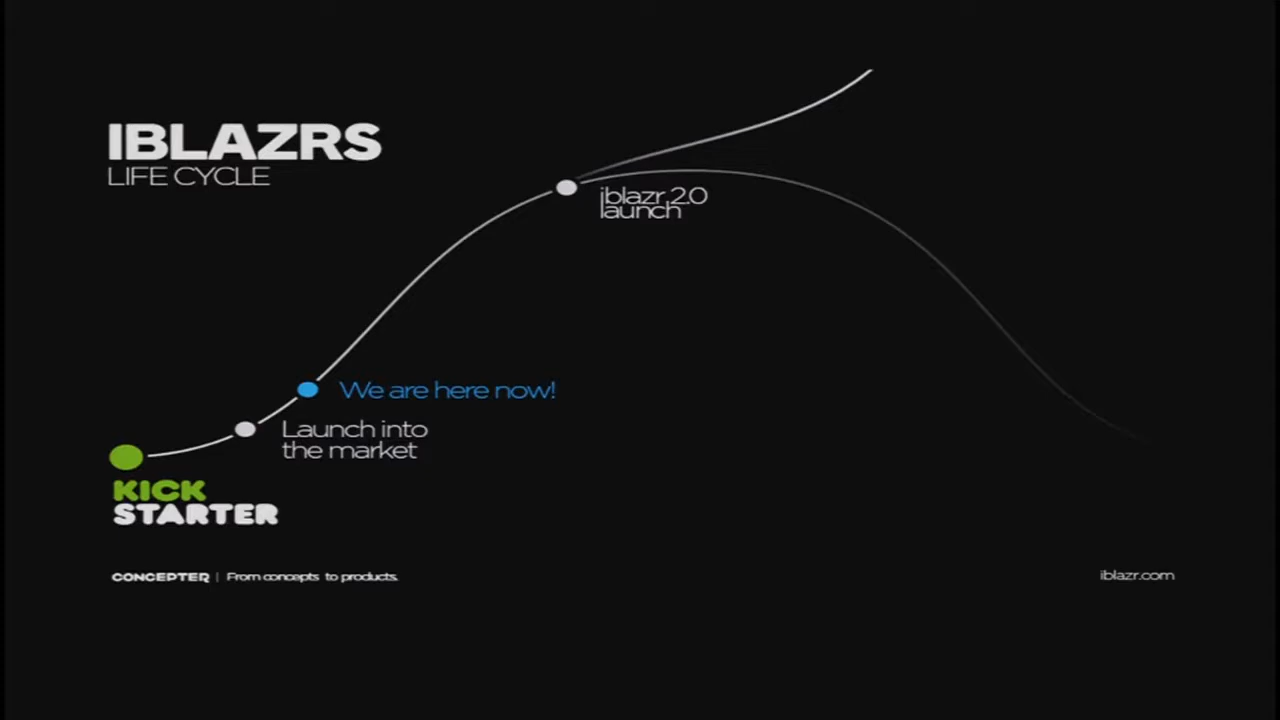 IBLAZRS
LIFE CYCLE
iblazr 2.0
launch
We are here now!
Launch into
the market
KICK
STARTER
CONCEPTER | From concepts to products.
iblazr.com